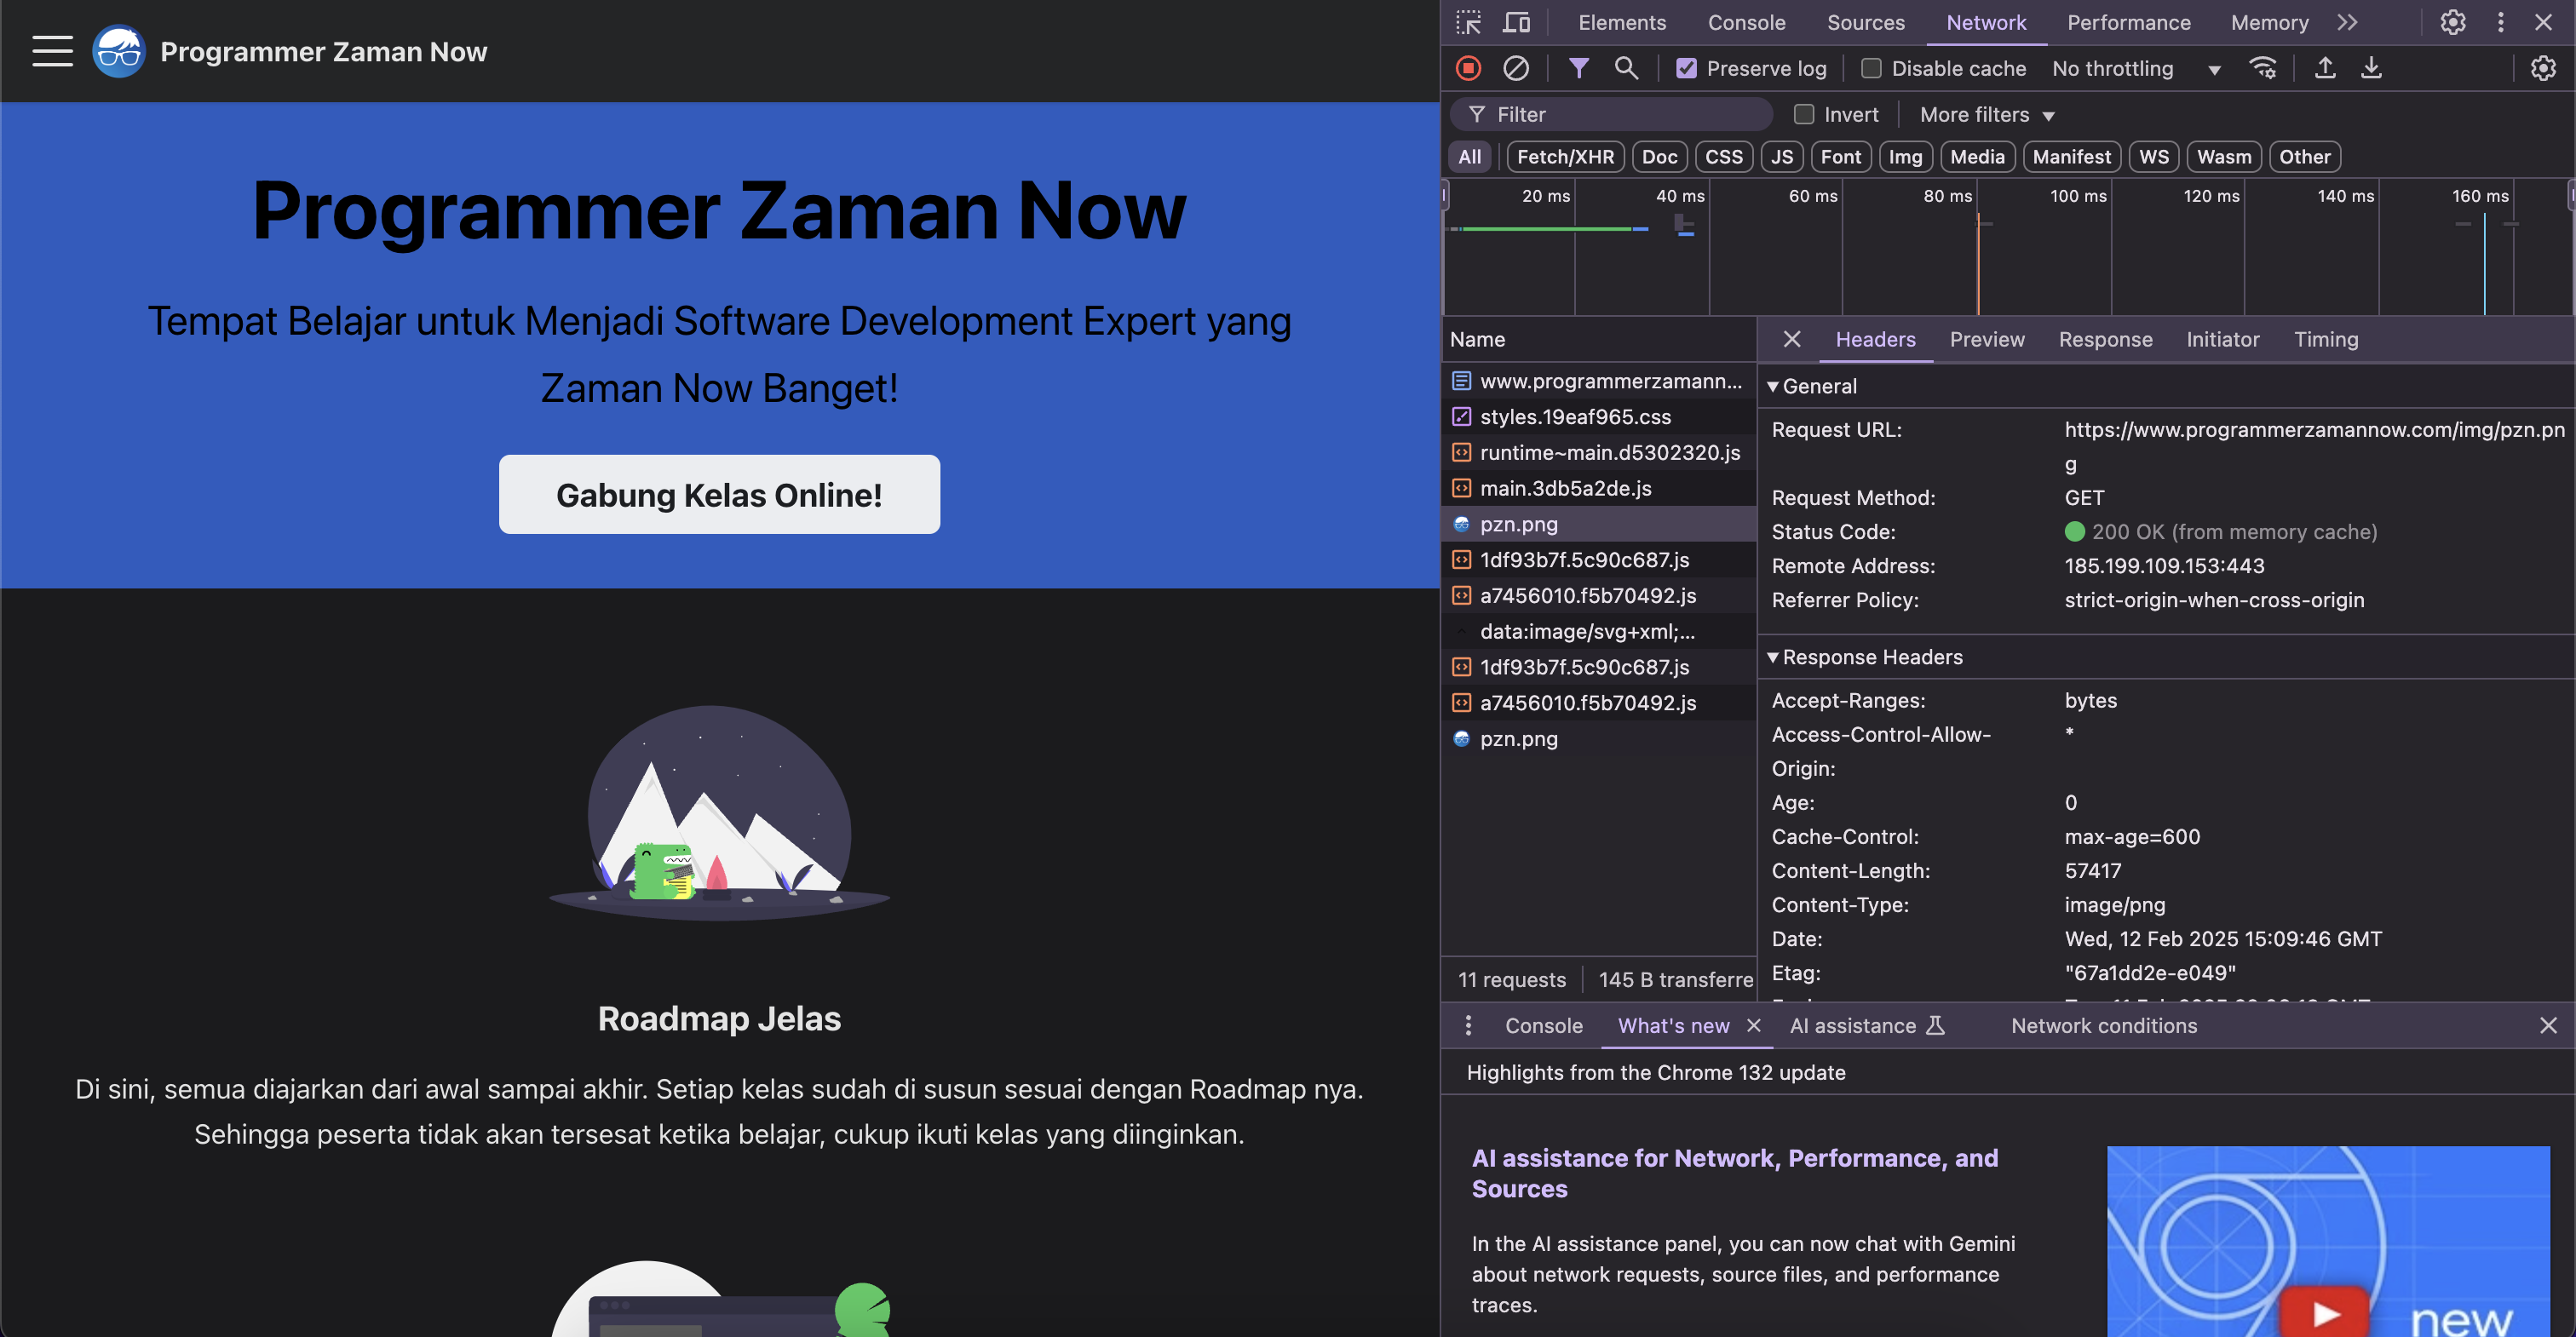 Programmer Zaman Now
Programmer Zaman Now
Tempat Belajar untuk Menjadi Software Development Expert yang
Zaman Now Banget!
Gabung Kelas Online!
Roadmap Jelas
Di sini, semua diajarkan dari awal sampai akhir. Setiap kelas sudah di susun sesuai dengan Roadmap nya.
Sehingga peserta tidak akan tersesat ketika belajar, cukup ikuti kelas yang diinginkan.
Elements Console Sources Network Performance Memory
Preserve log Disable cache No throttling
Filter Invert More filters
All Fetch/XHR Doc CSS JS Font Img Media Manifest WS Wasm Other
20 ms 40 ms 60 ms 80 ms 100 ms 120 ms 140 ms 160 ms
Name
www.programmerzamann...
styles.19eaf965.css
runtime~main.d5302320.js
main.3db5a2de.js
pzn.png
1df93b7f.5c90c687.js
a7456010.f5b70492.js
data:image/svg+xml;...
1df93b7f.5c90c687.js
a7456010.f5b70492.js
pzn.png
11 requests 145 B transferre
Headers Preview Response Initiator Timing
General
Request URL: https://www.programmerzamannow.com/img/pzn.pn
g
Request Method: GET
Status Code: 200 OK (from memory cache)
Remote Address: 185.199.109.153:443
Referrer Policy: strict-origin-when-cross-origin
Response Headers
Accept-Ranges: bytes
Access-Control-Allow- *
Origin:
Age: 0
Cache-Control: max-age=600
Content-Length: 57417
Content-Type: image/png
Date: Wed, 12 Feb 2025 15:09:46 GMT
Etag: "67a1dd2e-e049"
Console What's new AI assistance Network conditions
Highlights from the Chrome 132 update
AI assistance for Network, Performance, and
Sources
In the AI assistance panel, you can now chat with Gemini
about network requests, source files, and performance
traces.
new